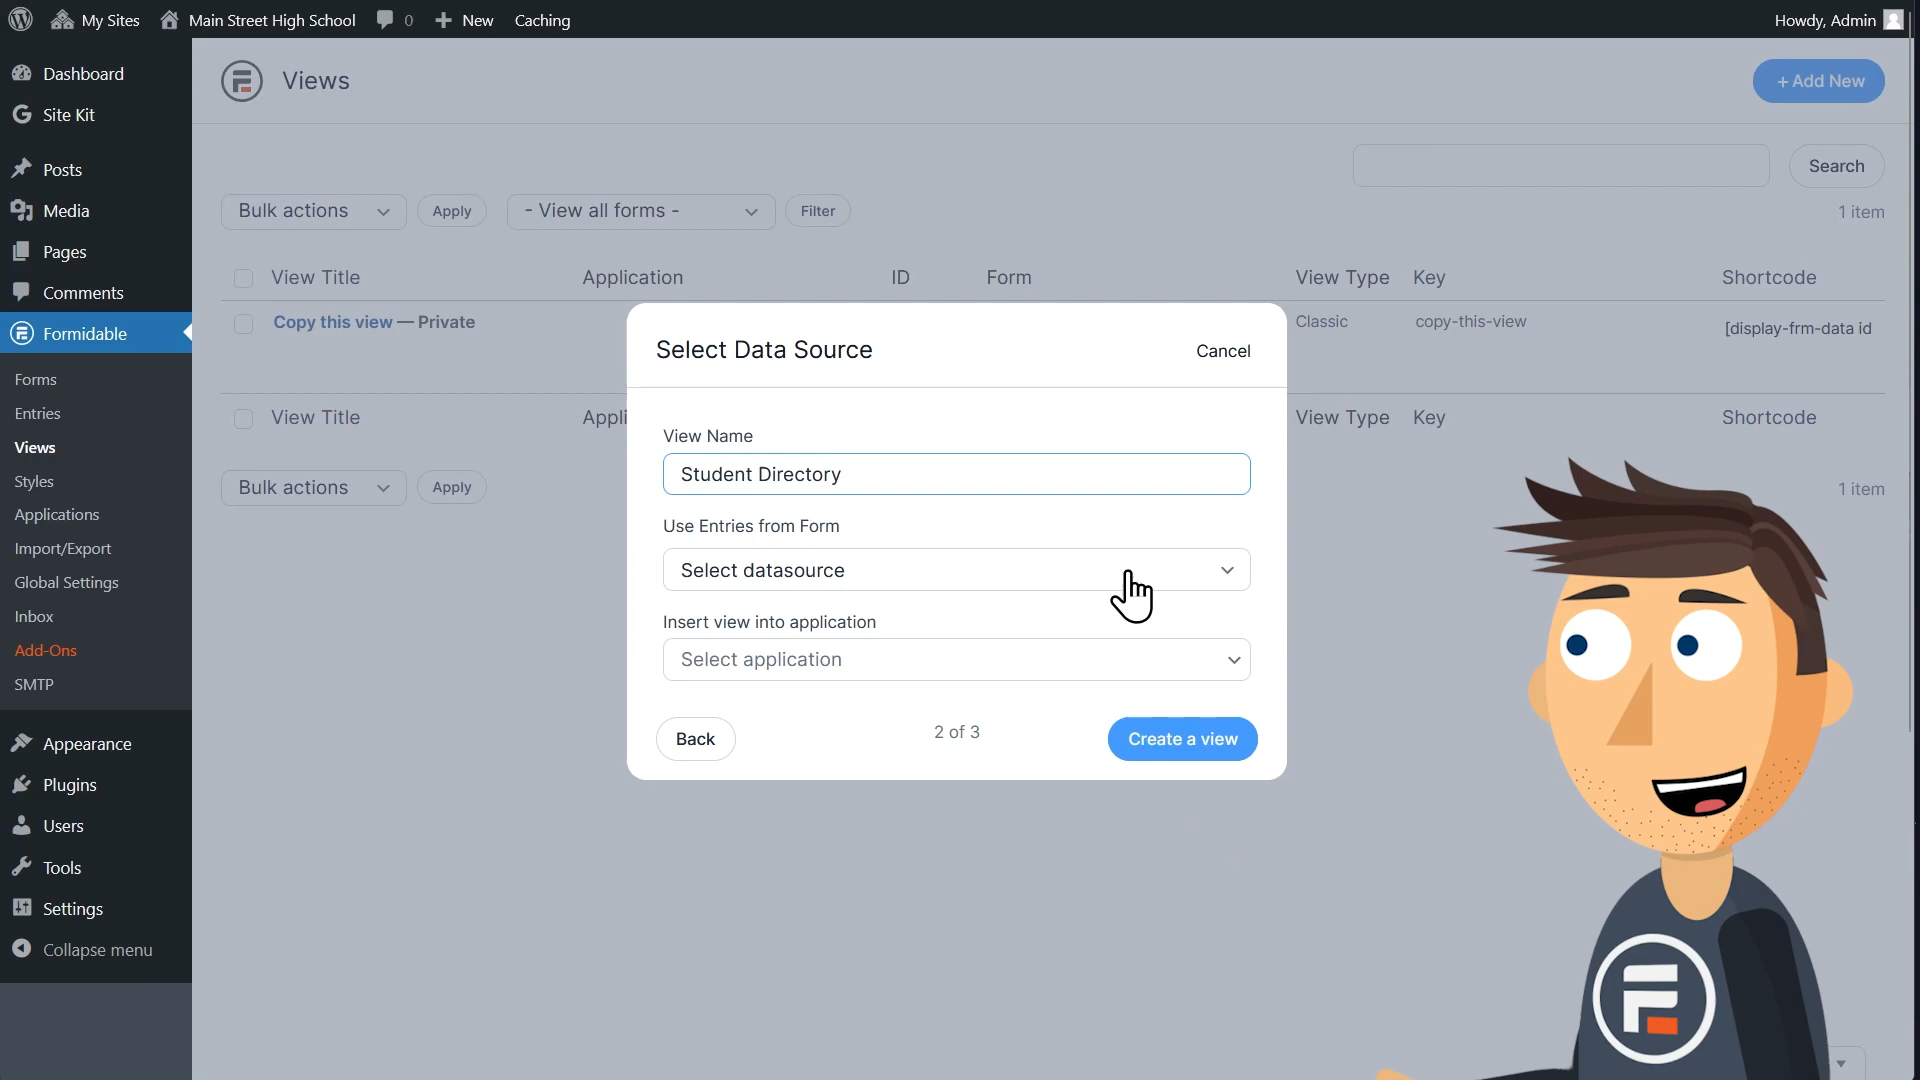 My Sites
Main Street High School
0
New
Caching
Howdy, Admin
Dashboard
Site Kit
Posts
Media
Pages
Comments
Formidable
Forms
Entries
Views
Styles
Applications
Import/Export
Global Settings
Inbox
Add-Ons
SMTP
Appearance
Plugins
Users
Tools
Settings
Collapse menu
Views
+ Add New
Search
Bulk actions
Apply
- View all forms -
Filter
1 item
View Title
Application
ID
Form
View Type
Key
Shortcode
Copy this view — Private
Classic
copy-this-view
[display-frm-data id
View Title
Appli
View Type
Key
Shortcode
Bulk actions
Apply
1 item
Select Data Source
Cancel
View Name
Student Directory
Use Entries from Form
Select datasource
Insert view into application
Select application
Back
2 of 3
Create a view